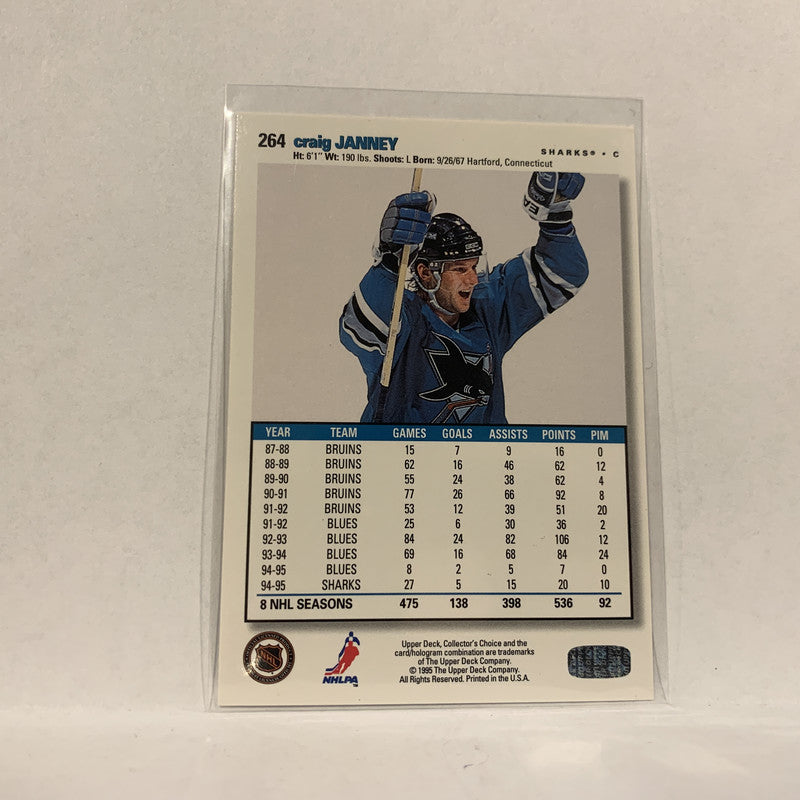 264 craig JANNEY
SHARKS® • C
Ht: 6'1" Wt: 190 lbs. Shoots: L Born: 9/26/67 Hartford, Connecticut
YEAR TEAM GAMES GOALS ASSISTS POINTS PIM
87-88 BRUINS 15 7 9 16 0
88-89 BRUINS 62 16 46 62 12
89-90 BRUINS 55 24 38 62 4
90-91 BRUINS 77 26 66 92 8
91-92 BRUINS 53 12 39 51 20
91-92 BLUES 25 6 30 36 2
92-93 BLUES 84 24 82 106 12
93-94 BLUES 69 16 68 84 24
94-95 BLUES 8 2 5 7 0
94-95 SHARKS 27 5 15 20 10
8 NHL SEASONS 475 138 398 536 92
NHL
NHLPA™
Upper Deck, Collector's Choice and the
card/hologram combination are trademarks
of The Upper Deck Company.
© 1995 The Upper Deck Company.
All Rights Reserved. Printed in the U.S.A.